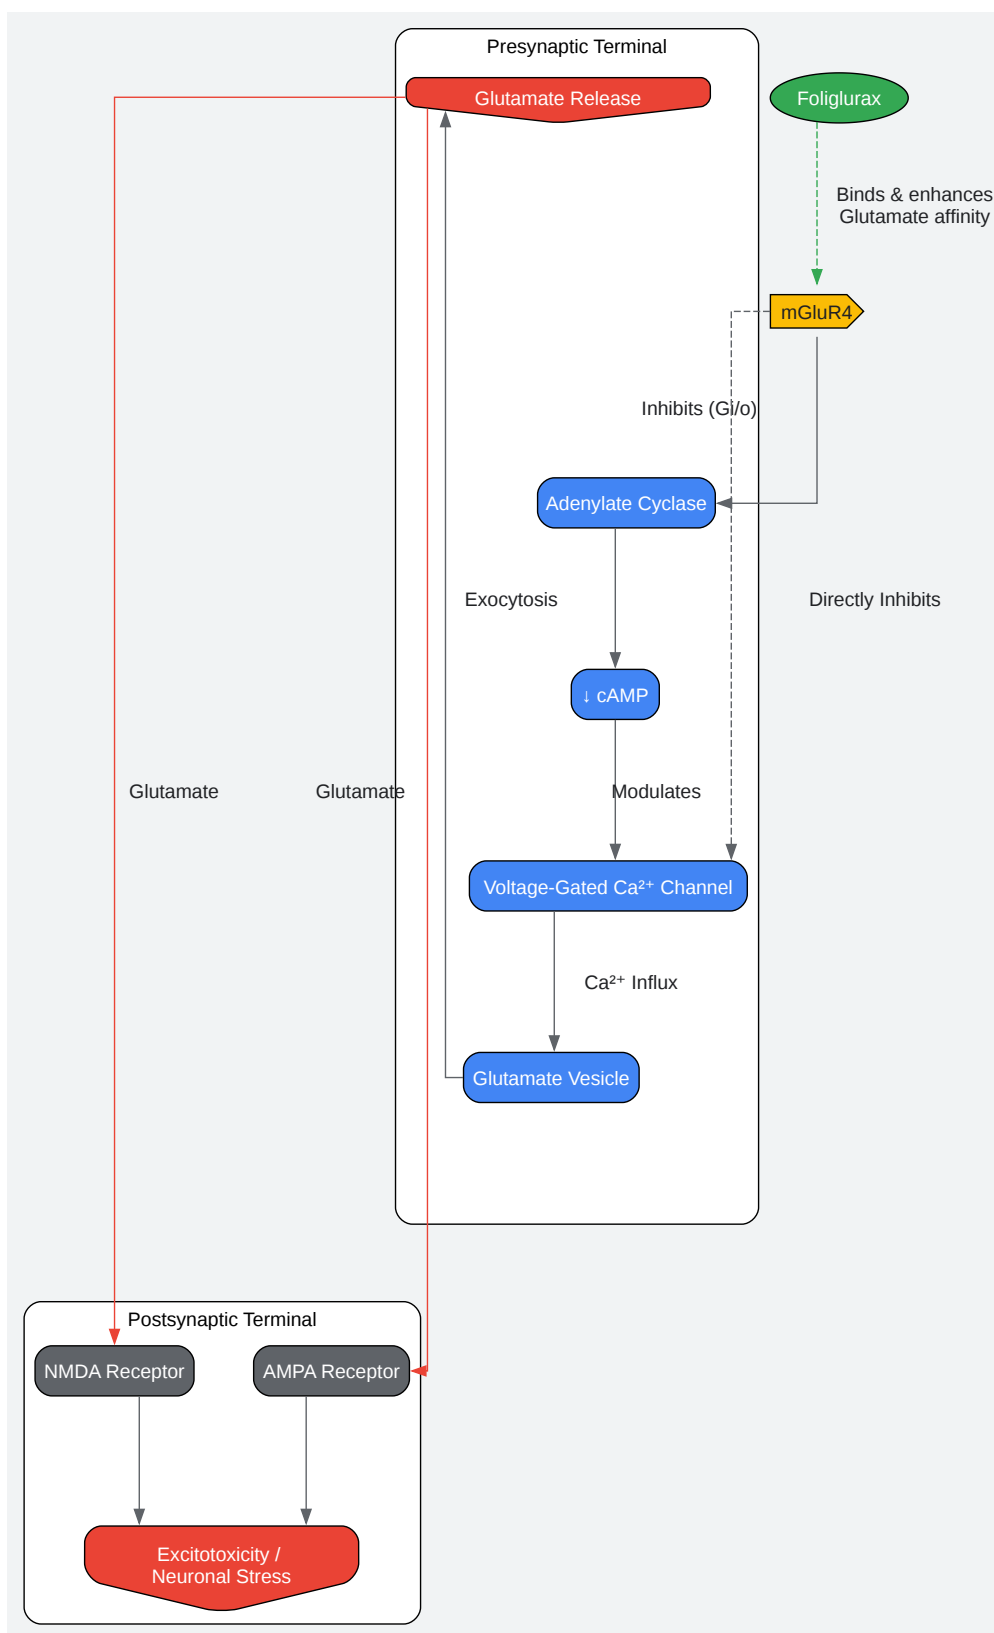 Presynaptic Terminal
Glutamate Release
Foliglurax
Binds & enhances
Glutamate affinity
mGluR4
Inhibits (Gi/o)
Adenylate Cyclase
Exocytosis
Directly Inhibits
↓ cAMP
Glutamate
Glutamate
Modulates
Voltage-Gated Ca²⁺ Channel
Ca²⁺ Influx
Glutamate Vesicle
Postsynaptic Terminal
NMDA Receptor
AMPA Receptor
Excitotoxicity /
Neuronal Stress